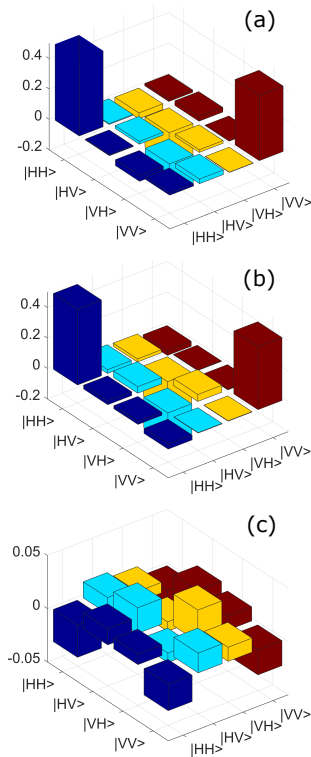 (a)
0.4
0.2
0
-0.2
|HH>
|HV>
|VH>
|VV>
|HH>
|HV>
|VH>
|VV>
(b)
0.4
0.2
0
-0.2
|HH>
|HV>
|VH>
|VV>
|HH>
|HV>
|VH>
|VV>
(c)
0.05
0
-0.05
|HH>
|HV>
|VH>
|VV>
|HH>
|HV>
|VH>
|VV>